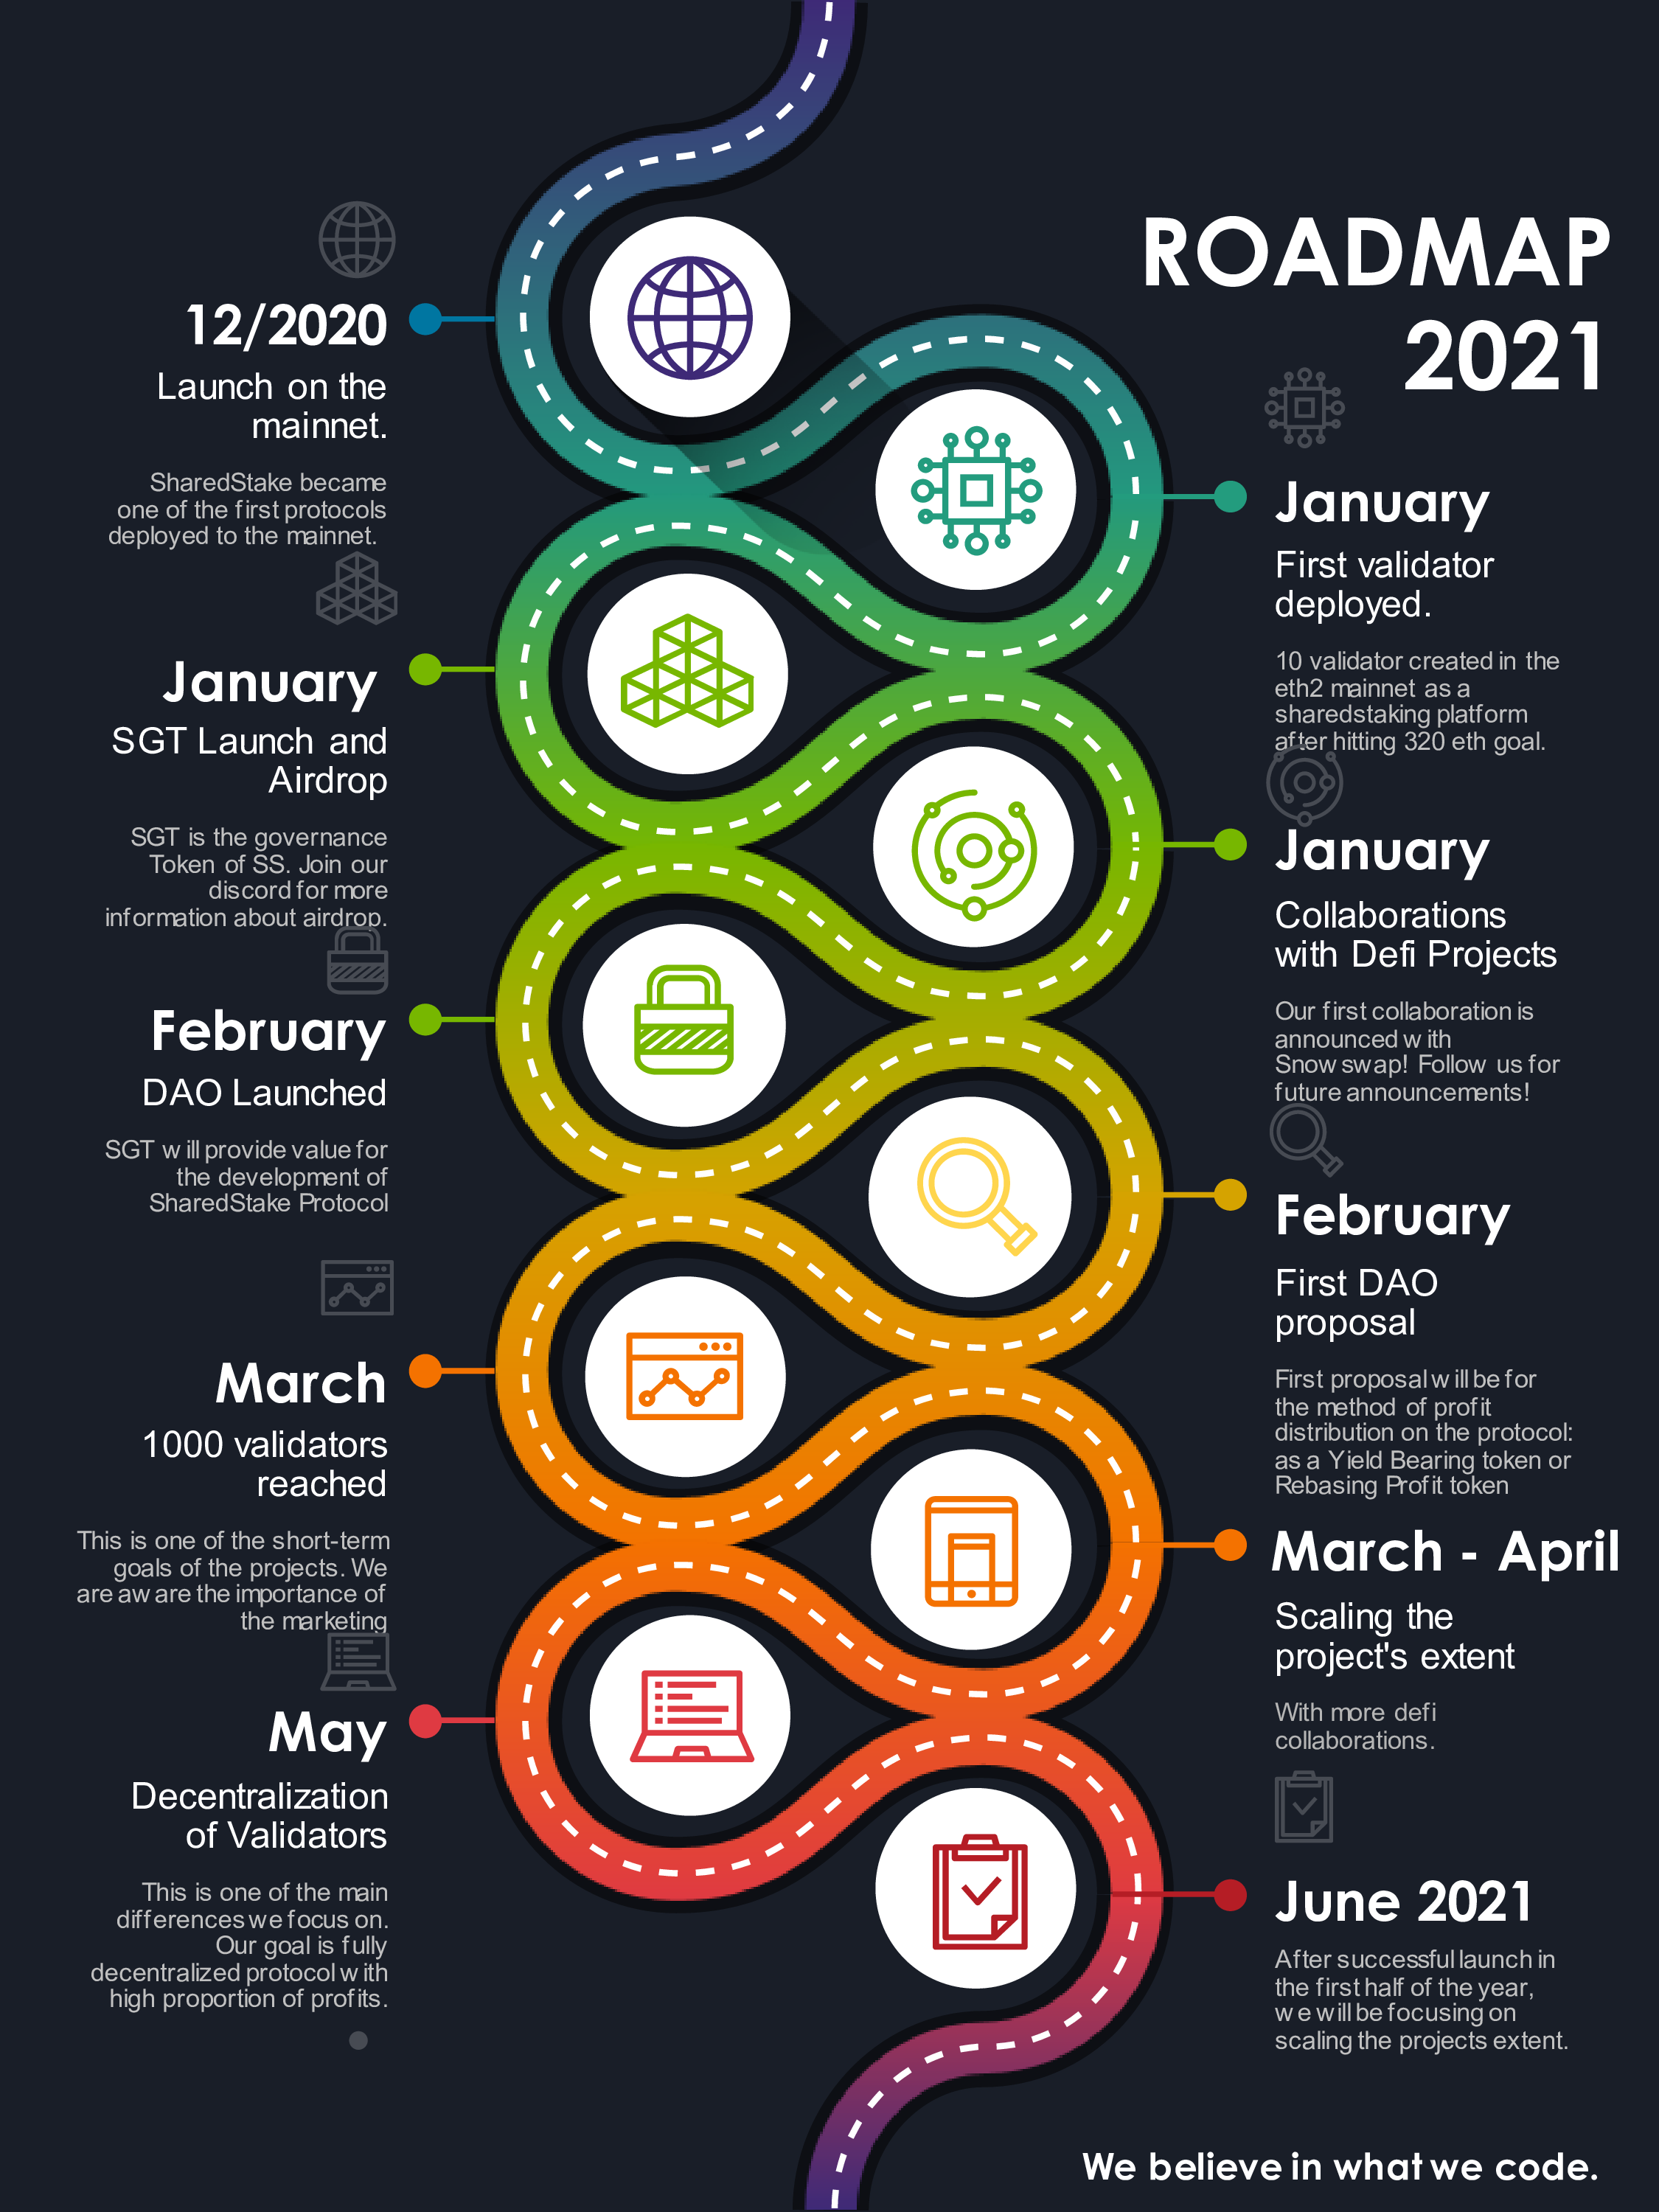 ROADMAP
2021
12/2020
Launch on the
mainnet.
SharedStake became
one of the first protocols
deployed to the mainnet.
January
First validator
deployed.
10 validator created in the
eth2 mainnet as a
sharedstaking platform
after hitting 320 eth goal.
January
SGT Launch and
Airdrop
SGT is the governance
Token of SS. Join our
discord for more
information about airdrop.
January
Collaborations
with Defi Projects
Our first collaboration is
announced with
Snowswap! Follow us for
future announcements!
February
DAO Launched
SGT will provide value for
the development of
SharedStake Protocol
February
First DAO
proposal
First proposal will be for
the method of profit
distribution on the protocol:
as a Yield Bearing token or
Rebasing Profit token
March
1000 validators
reached
This is one of the short-term
goals of the projects. We
are aware the importance of
the marketing
March - April
Scaling the
project's extent
With more defi
collaborations.
May
Decentralization
of Validators
This is one of the main
differences we focus on.
Our goal is fully
decentralized protocol with
high proportion of profits.
June 2021
After successful launch in
the first half of the year,
we will be focusing on
scaling the projects extent.
We believe in what we code.